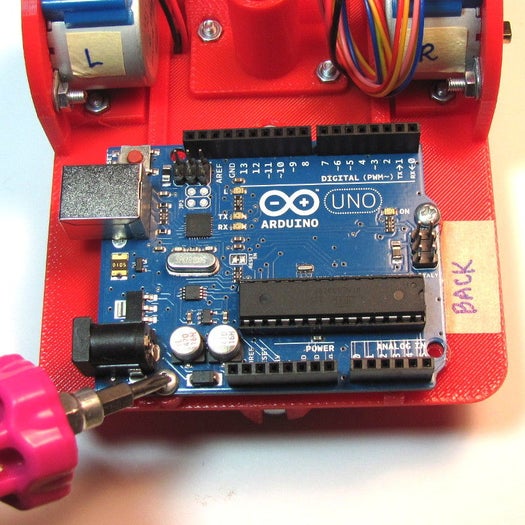 L
R
RESET
AREF
GND
13
12
~11
~10
~9
8
7
~6
~5
4
~3
2
TX→1
RX←0
DIGITAL (PWM~)
L
TX
RX
ARDUINO
UNO
ON
BACK
POWER
ANALOG IN